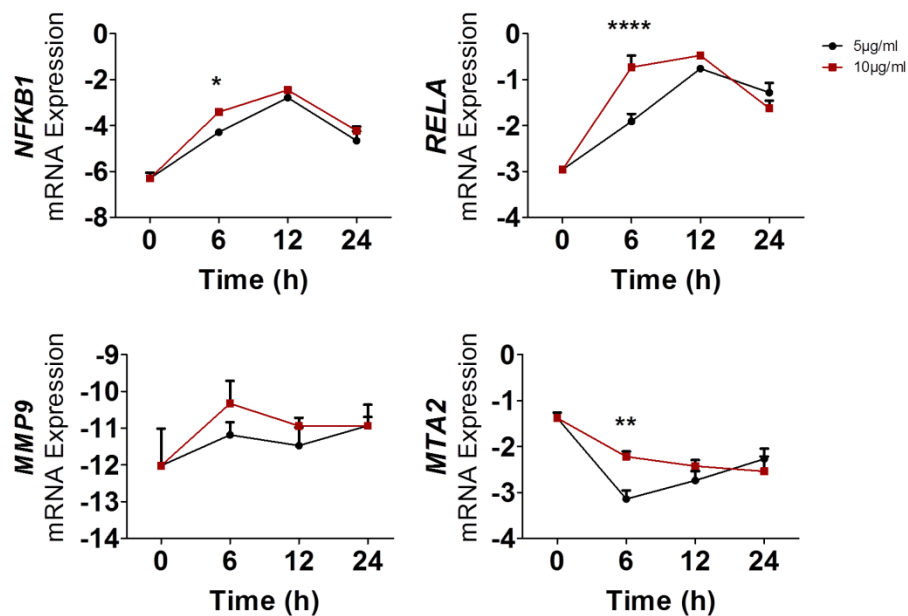 NFKB1
mRNA Expression
0
-2
-4
-6
-8
*
0 6 12 24
Time (h)
RELA
mRNA Expression
0
-1
-2
-3
-4
****
0 6 12 24
Time (h)
5µg/ml
10µg/ml
MMP9
mRNA Expression
-9
-10
-11
-12
-13
-14
0 6 12 24
Time (h)
MTA2
mRNA Expression
0
-1
-2
-3
-4
**
0 6 12 24
Time (h)